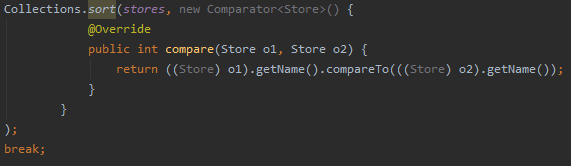 Collections.sort(stores, new Comparator<Store>() {
@Override
public int compare(Store o1, Store o2) {
return ((Store) o1).getName().compareTo(((Store) o2).getName());
}
}
);
break;